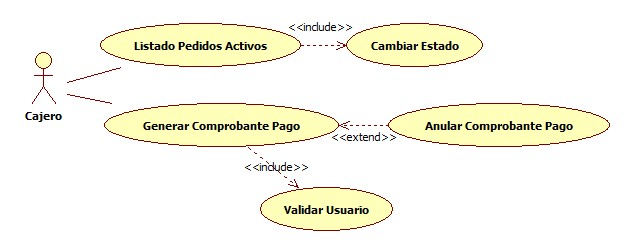 <<include>>
Listado Pedidos Activos
Cambiar Estado
Cajero
Generar Comprobante Pago
Anular Comprobante Pago
<<extend>>
<<include>>
Validar Usuario